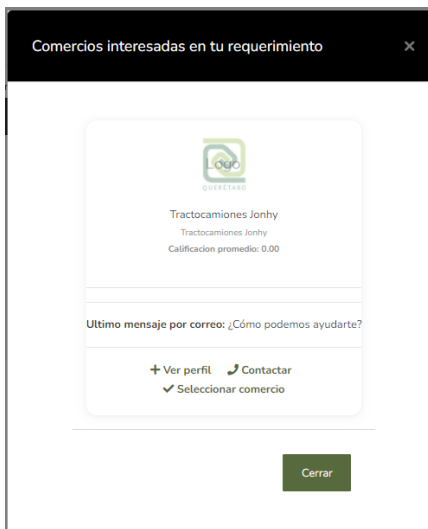 Comercios interesadas en tu requerimiento ×
Logo
QUERÉTARO
Tractocamiones Jonhy
Tractocamiones Jonhy
Calificacion promedio: 0.00
Ultimo mensaje por correo: ¿Cómo podemos ayudarte?
Ver perfil Contactar
Seleccionar comercio
Cerrar